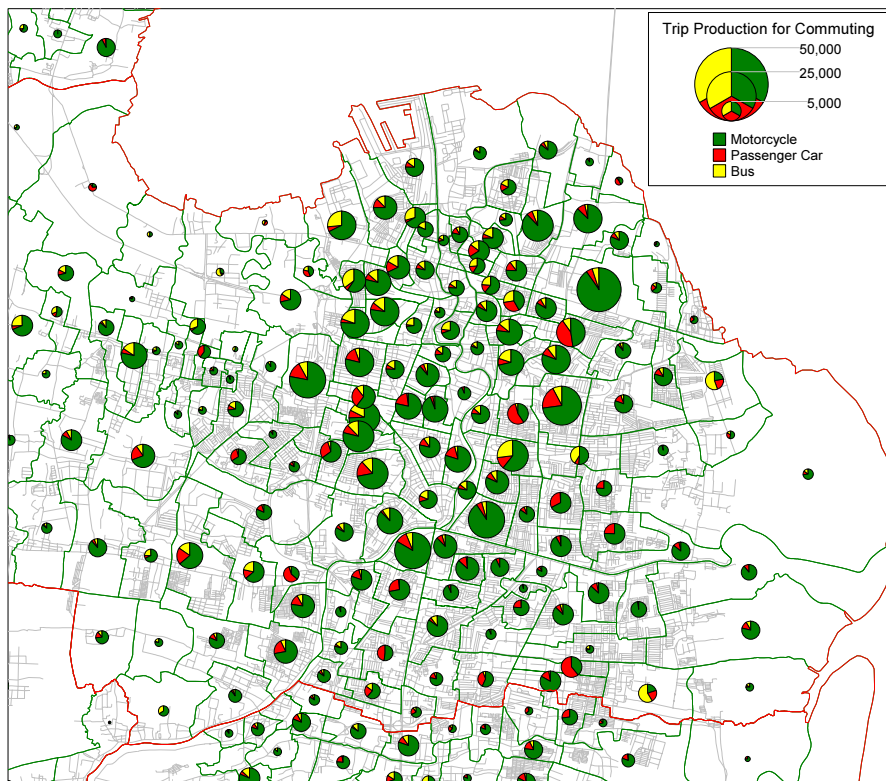 Trip Production for Commuting
50,000
25,000
5,000
Motorcycle
Passenger Car
Bus